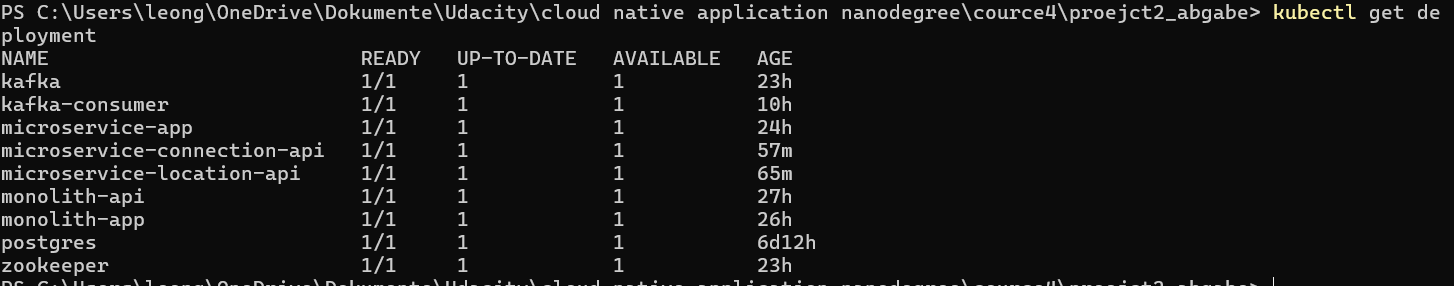 PS C:\Users\leong\OneDrive\Dokumente\Udacity\cloud native application nanodegree\cource4\proejct2_abgabe> kubectl get de
ployment
NAME                          READY   UP-TO-DATE   AVAILABLE   AGE
kafka                         1/1     1            1           23h
kafka-consumer                1/1     1            1           10h
microservice-app              1/1     1            1           24h
microservice-connection-api   1/1     1            1           57m
microservice-location-api     1/1     1            1           65m
monolith-api                  1/1     1            1           27h
monolith-app                  1/1     1            1           26h
postgres                      1/1     1            1           6d12h
zookeeper                     1/1     1            1           23h
PS C:\Users\leong\OneDrive\Dokumente\Udacity\cloud native application nanodegree\cource4\proejct2_abgabe>